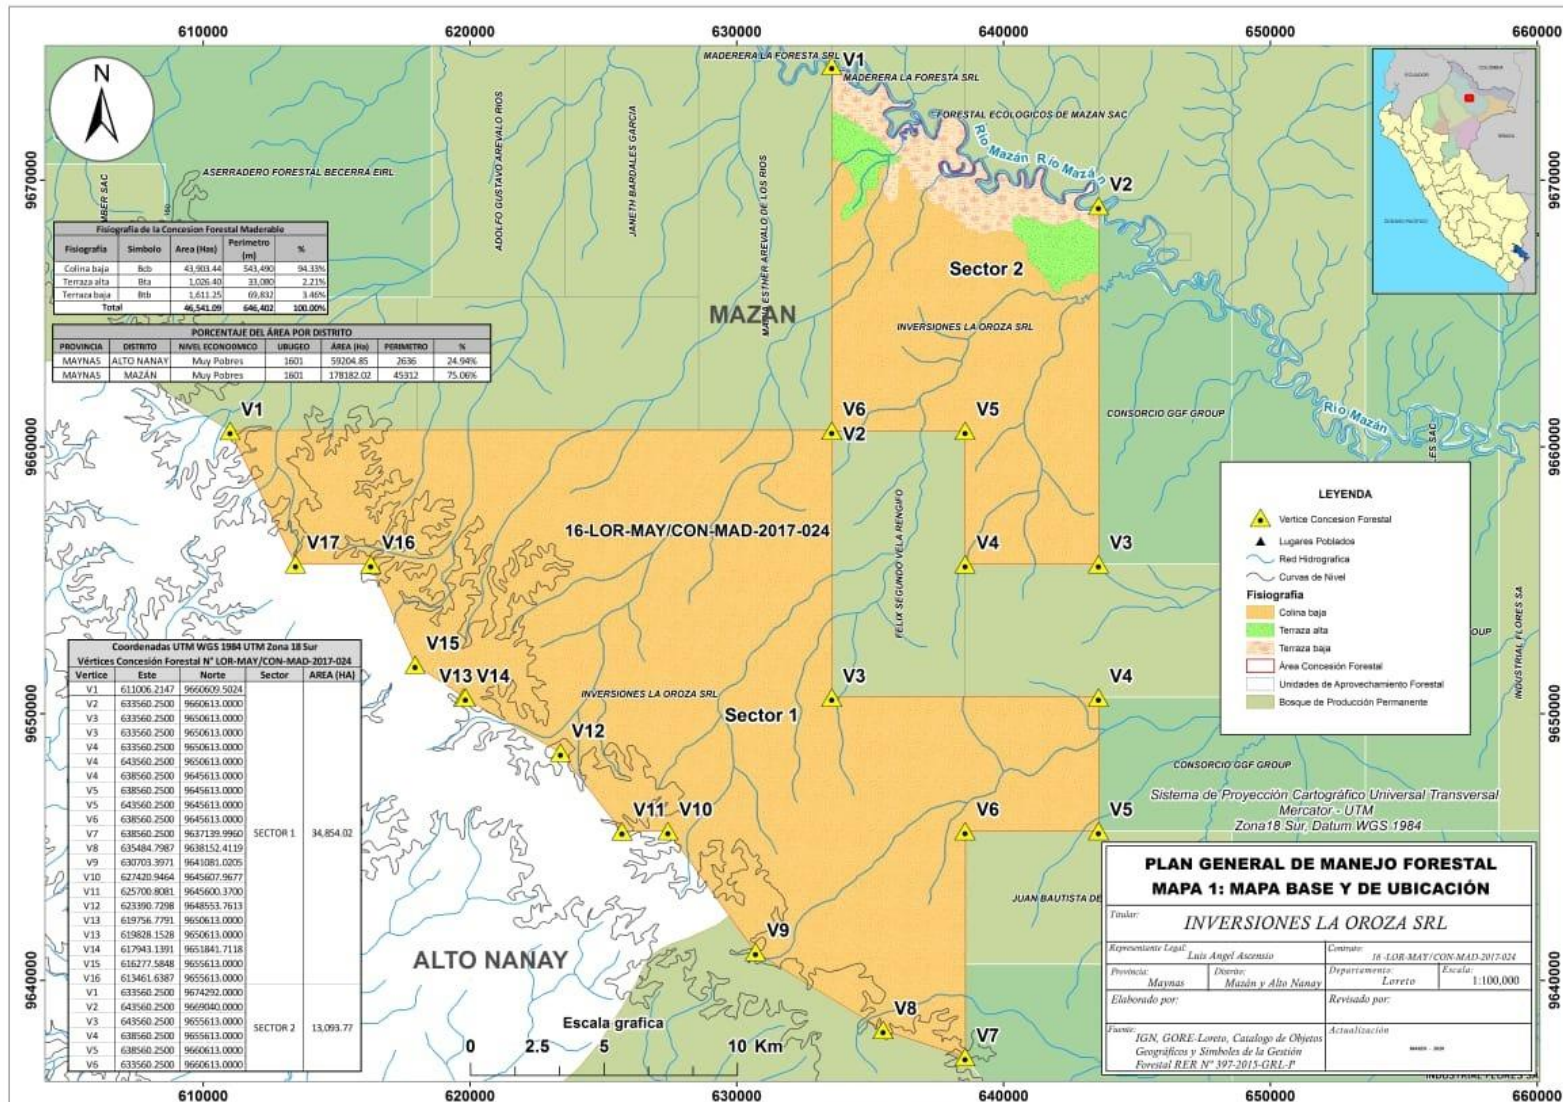 610000 620000 630000 640000 650000 660000
N
MADERERA LA FORESTA SRL
V1
MADERERA LA FORESTA SRL
FORESTAL ECOLOGICOS DE MAZAN SAC
Río Mazán Río Mazán
V2
9670000
9670000
ASERRADERO FORESTAL BECERRA EIRL
ADOLFO GUSTAVO AREVALO RIOS
JANETH BARDALES GARCIA
MARIA ESTHER AREVALO DE LOS RIOS
ECUADOR
COLOMBIA
Fisiografía de la Concesion Forestal Maderable
Fisiografía Simbolo Area (Has) Perimetro (m) %
Colina baja Bcb 43,903.44 543,490 94.33%
Terraza alta Bta 1,026.40 33,080 2.21%
Terraza baja Btb 1,611.25 69,832 3.46%
Total 46,541.09 646,402 100.00%
PORCENTAJE DEL ÁREA POR DISTRITO
PROVINCIA DISTRITO NIVEL ECONOOMICO UBUGEO ÁREA (Ha) PERIMETRO %
MAYNAS ALTO NANAY Muy Pobres 1601 59204.85 2636 24.94%
MAYNAS MAZÁN Muy Pobres 1601 178182.02 45312 75.06%
Sector 2
MAZAN
INVERSIONES LA OROZA SRL
CONSORCIO GGF GROUP
Río Mazán
V1
V6
V2
V5
9660000
9660000
16-LOR-MAY/CON-MAD-2017-024
FELIX SEGUNDO VELA RENGIFO
V17
V16
V4
V3
LEYENDA
Vertice Concesion Forestal
Lugares Poblados
Red Hidrografica
Curvas de Nivel
Fisiografia
Colina baja
Terraza alta
Terraza baja
Área Concesión Forestal
Unidades de Aprovechamiento Forestal
Bosque de Producción Permanente
INDUSTRIAL FLORES SA
V15
V13 V14
INVERSIONES LA OROZA SRL
Sector 1
V3
V4
V12
9650000
9650000
CONSORCIO GGF GROUP
Sistema de Proyección Cartográfico Universal Transversal
Mercator - UTM
Zona18 Sur, Datum WGS 1984
V11 V10
V6
V5
Coordenadas UTM WGS 1984 UTM Zona 18 Sur
Vértices Concesión Forestal N° LOR-MAY/CON-MAD-2017-024
Vertice Este Norte Sector AREA (HA)
V1 611006.2147 9660609.5024
V2 633560.2500 9660613.0000
V3 633560.2500 9650613.0000
V3 633560.2500 9650613.0000
V4 643560.2500 9650613.0000
V4 638560.2500 9645613.0000
V5 638560.2500 9645613.0000
V5 643560.2500 9645613.0000
V6 638560.2500 9645613.0000
V7 638560.2500 9637139.9960 SECTOR 1 34,854.02
V8 635484.7987 9638152.4119
V9 630703.3971 9641081.0205
V10 627420.9464 9645607.9677
V11 625700.8081 9645600.3700
V12 623390.7298 9648553.7613
V13 619756.7791 9650613.0000
V13 619828.1528 9650613.0000
V14 617943.1391 9651841.7118
V15 616277.5848 9655613.0000
V16 613461.6387 9655613.0000
V1 633560.2500 9674292.0000
V2 643560.2500 9669040.0000
V3 643560.2500 9655613.0000
V4 638560.2500 9655613.0000 SECTOR 2 13,093.77
V5 638560.2500 9660613.0000
V6 633560.2500 9660613.0000
JUAN BAUTISTA DE
ALTO NANAY
V9
V8
V7
9640000
9640000
Escala grafica
0 2.5 5 10 Km
PLAN GENERAL DE MANEJO FORESTAL
MAPA 1: MAPA BASE Y DE UBICACIÓN
Titular: INVERSIONES LA OROZA SRL
Representante Legal: Luis Angel Ascensio
Contrato: 16 -LOR-MAY/CON-MAD-2017-024
Provincia: Maynas
Distrito: Mazán y Alto Nanay
Departamento: Loreto
Escala: 1:100,000
Elaborado por:
Revisado por:
Fuente: IGN, GORE-Loreto, Catalogo de Objetos
Geográficos y Simboles de la Gestión
Forestal RER N° 397-2015-GRL-P
Actualización
INDUSTRIAL FLORES SA
610000 620000 630000 640000 650000 660000